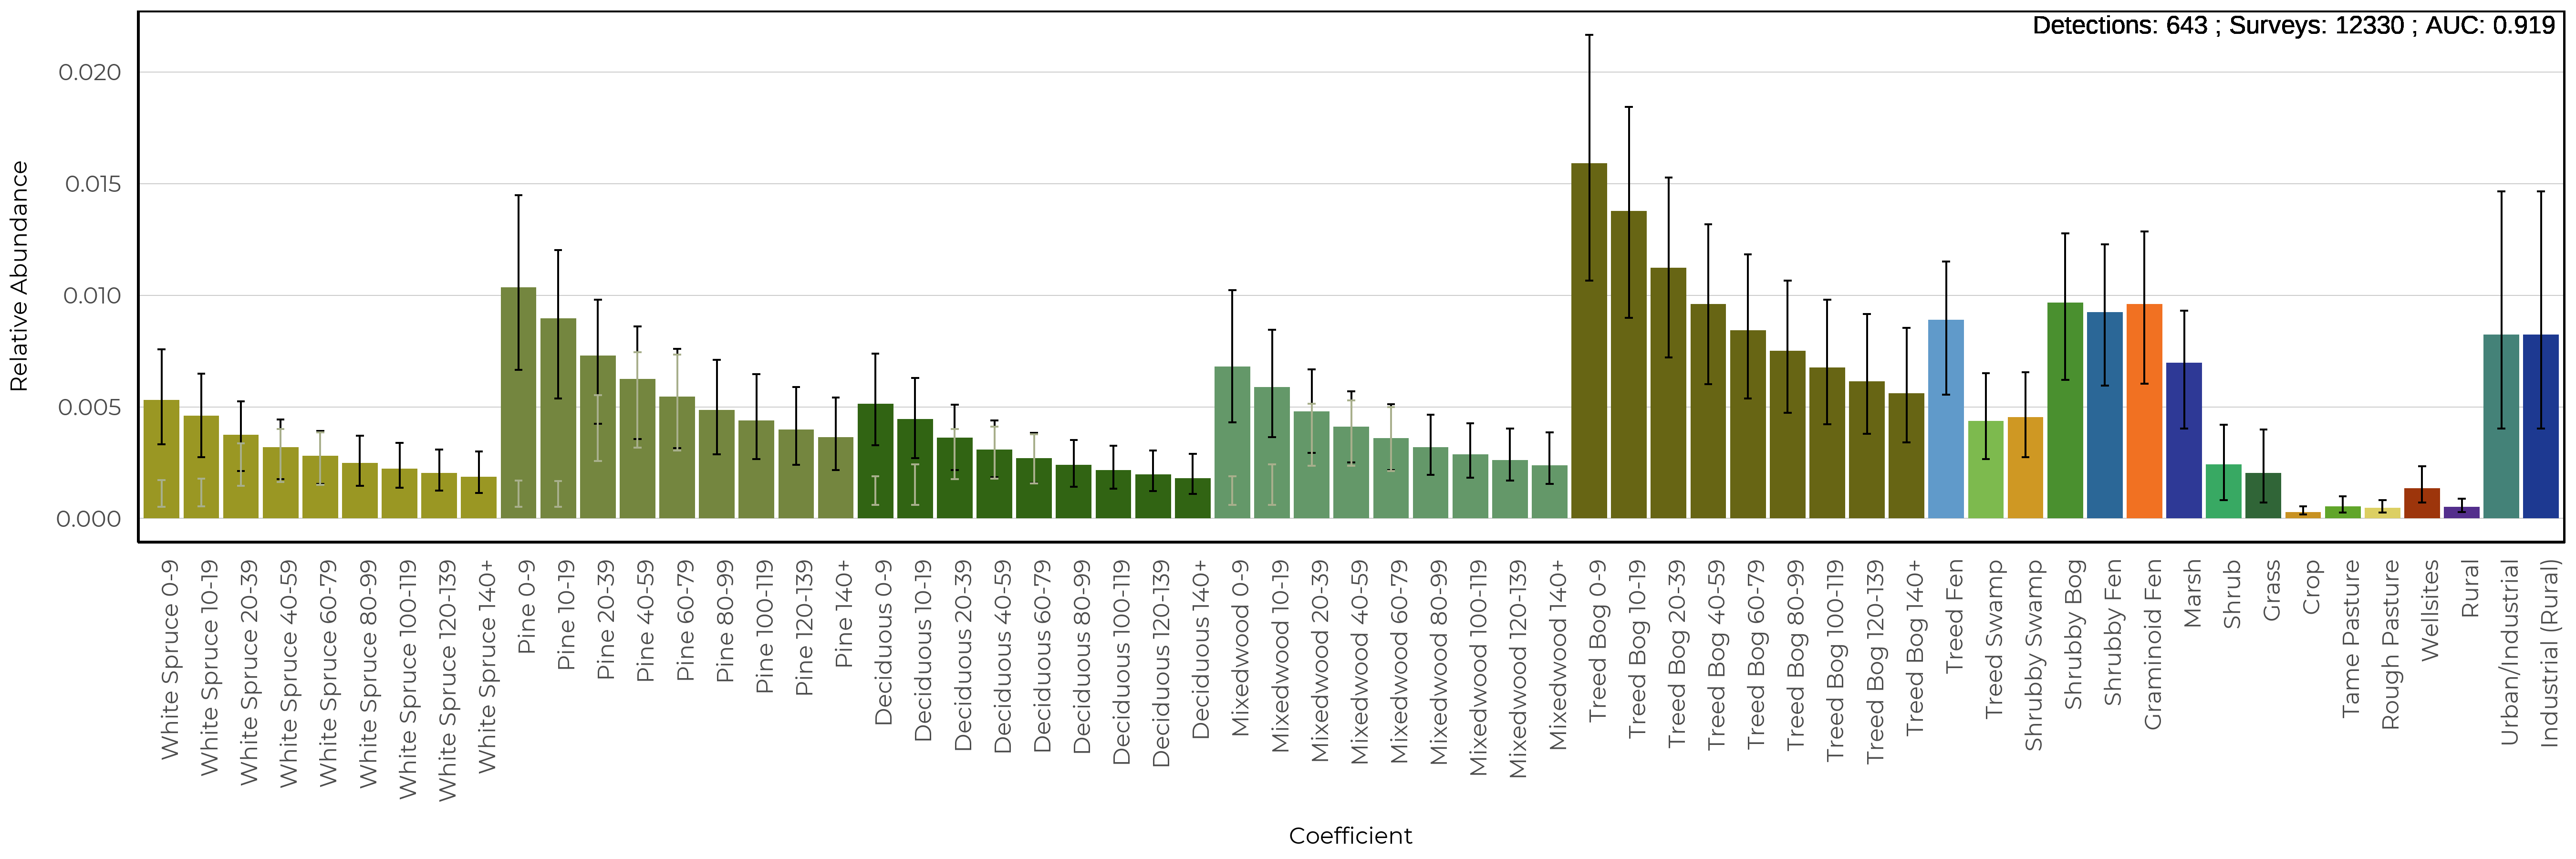 Detections: 643 ; Surveys: 12330 ; AUC: 0.919
Relative Abundance
0.020
0.015
0.010
0.005
0.000
White Spruce 0-9
White Spruce 10-19
White Spruce 20-39
White Spruce 40-59
White Spruce 60-79
White Spruce 80-99
White Spruce 100-119
White Spruce 120-139
White Spruce 140+
Pine 0-9
Pine 10-19
Pine 20-39
Pine 40-59
Pine 60-79
Pine 80-99
Pine 100-119
Pine 120-139
Pine 140+
Deciduous 0-9
Deciduous 10-19
Deciduous 20-39
Deciduous 40-59
Deciduous 60-79
Deciduous 80-99
Deciduous 100-119
Deciduous 120-139
Deciduous 140+
Mixedwood 0-9
Mixedwood 10-19
Mixedwood 20-39
Mixedwood 40-59
Mixedwood 60-79
Mixedwood 80-99
Mixedwood 100-119
Mixedwood 120-139
Mixedwood 140+
Treed Bog 0-9
Treed Bog 10-19
Treed Bog 20-39
Treed Bog 40-59
Treed Bog 60-79
Treed Bog 80-99
Treed Bog 100-119
Treed Bog 120-139
Treed Bog 140+
Treed Fen
Treed Swamp
Shrubby Swamp
Shrubby Bog
Shrubby Fen
Graminoid Fen
Marsh
Shrub
Grass
Crop
Tame Pasture
Rough Pasture
Wellsites
Rural
Urban/Industrial
Industrial (Rural)
Coefficient